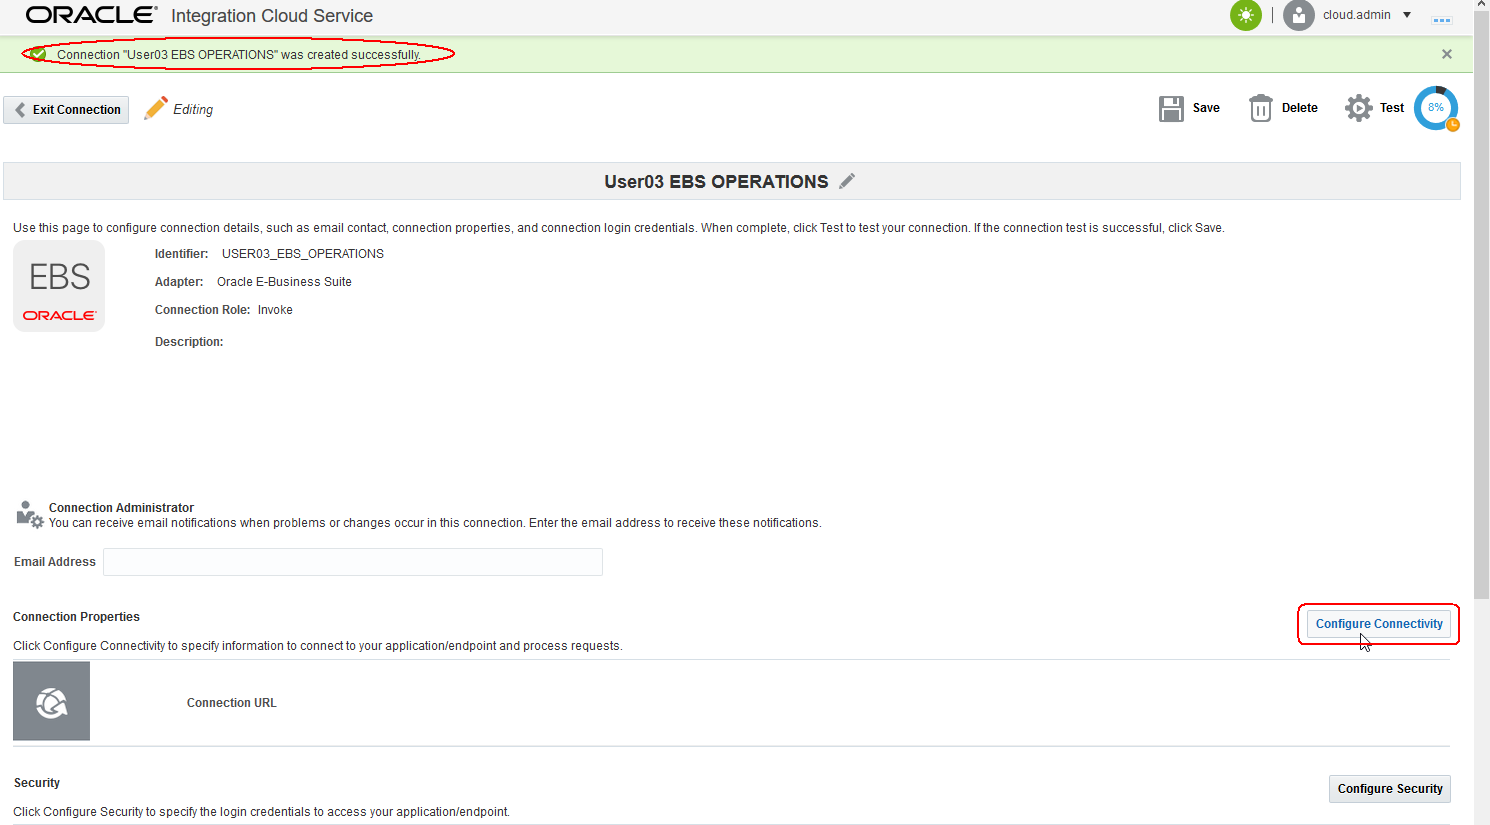 ORACLE® Integration Cloud Service
cloud.admin
Connection "User03 EBS OPERATIONS" was created successfully.
Exit Connection
Editing
Save
Delete
Test
8%
User03 EBS OPERATIONS
Use this page to configure connection details, such as email contact, connection properties, and connection login credentials. When complete, click Test to test your connection. If the connection test is successful, click Save.
EBS
ORACLE®
Identifier: USER03_EBS_OPERATIONS
Adapter: Oracle E-Business Suite
Connection Role: Invoke
Description:
Connection Administrator
You can receive email notifications when problems or changes occur in this connection. Enter the email address to receive these notifications.
Email Address
Connection Properties
Configure Connectivity
Click Configure Connectivity to specify information to connect to your application/endpoint and process requests.
Connection URL
Security
Configure Security
Click Configure Security to specify the login credentials to access your application/endpoint.